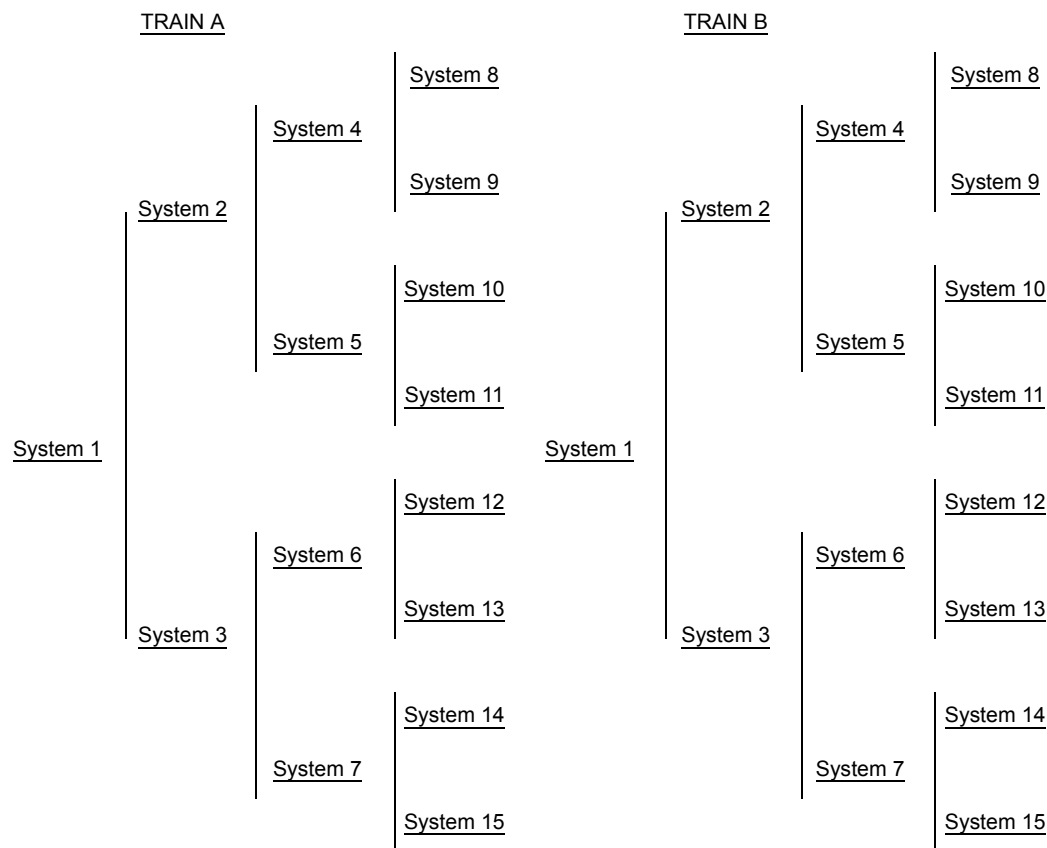 TRAIN A
System 8
System 4
System 9
System 2
System 10
System 5
System 11
System 1
System 12
System 6
System 13
System 3
System 14
System 7
System 15
TRAIN B
System 8
System 4
System 9
System 2
System 10
System 5
System 11
System 1
System 12
System 6
System 13
System 3
System 14
System 7
System 15